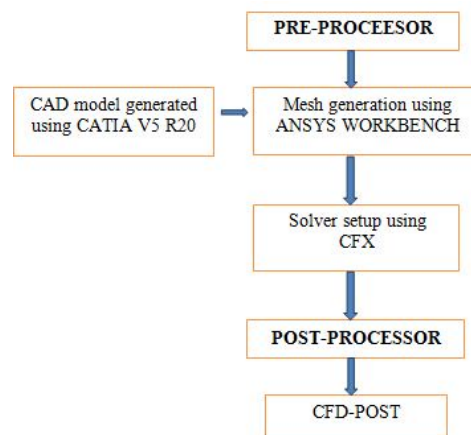 PRE-PROCEESOR
CAD model generated
using CATIA V5 R20
Mesh generation using
ANSYS WORKBENCH
Solver setup using
CFX
POST-PROCESSOR
CFD-POST